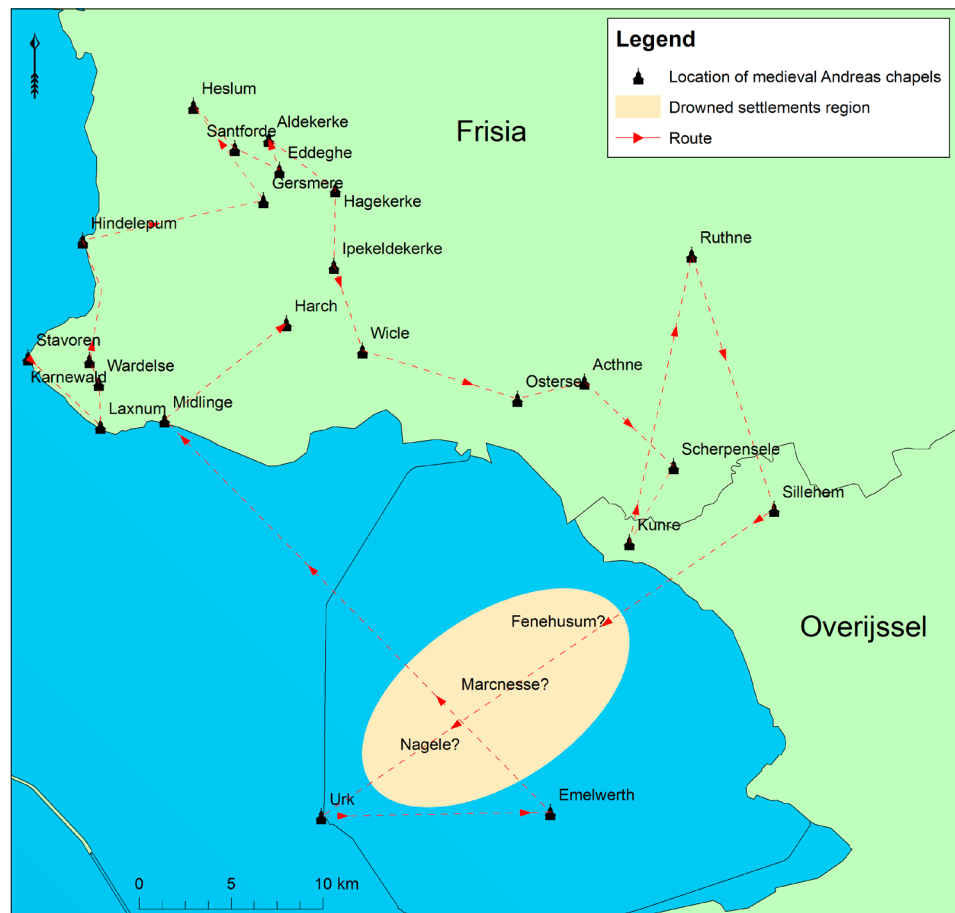 Legend
Location of medieval Andreas chapels
Drowned settlements region
Route
Heslum
Santforde
Aldekerke
Eddeghe
Gersmere
Frisia
Hagekerke
Hindelepum
Ruthne
Ipekeldekerke
Harch
Stavoren
Karnewald
Wardelse
Wicle
Acthne
Osterse
Laxnum
Midlinge
Scherpensele
Sillehem
Kunre
Fenehusum?
Overijssel
Marcnesse?
Nagele?
Urk
Emelwerth
0 5 10 km